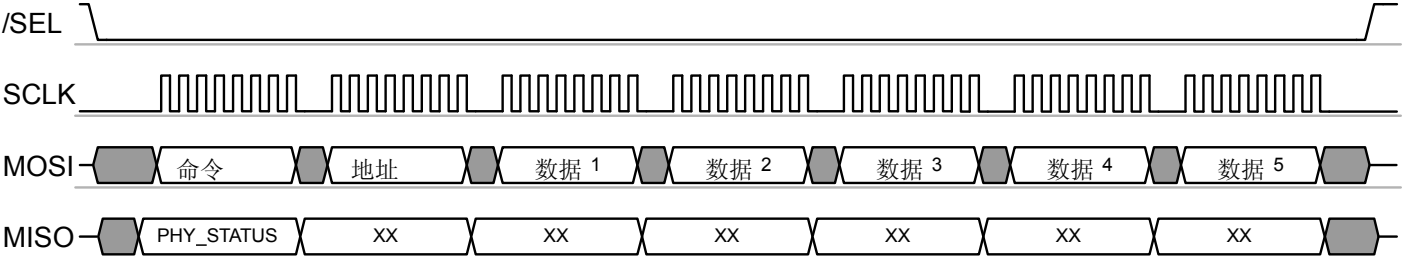 /SEL
SCLK
MOSI 命令 地址 数据 1 数据 2 数据 3 数据 4 数据 5
MISO PHY_STATUS XX XX XX XX XX XX